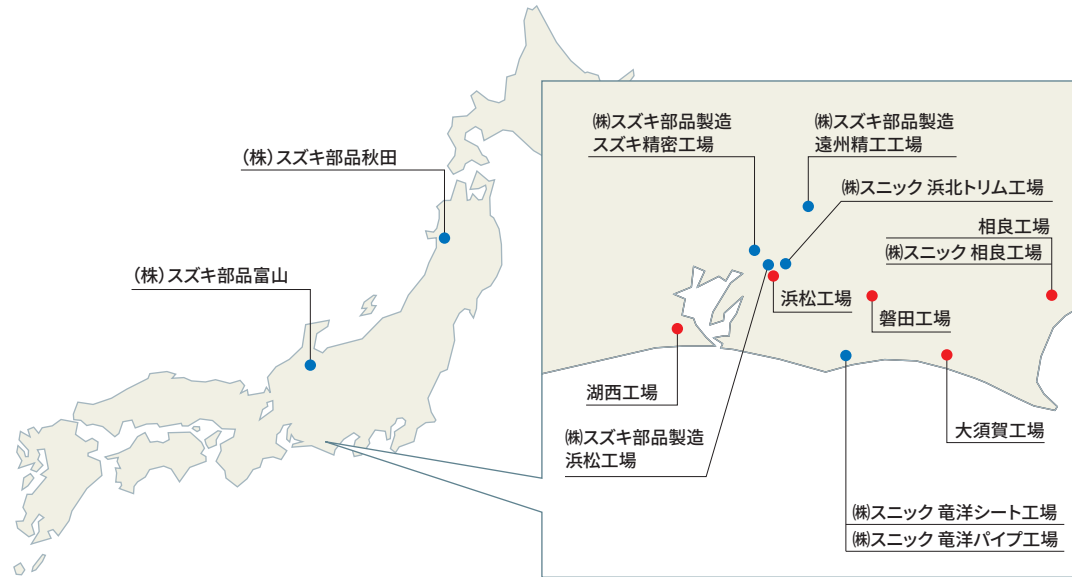 (株)スズキ部品秋田
(株)スズキ部品富山
㈱スズキ部品製造
スズキ精密工場
㈱スズキ部品製造
遠州精工工場
㈱スニック 浜北トリム工場
相良工場
㈱スニック 相良工場
浜松工場
磐田工場
湖西工場
㈱スズキ部品製造
浜松工場
大須賀工場
㈱スニック 竜洋シート工場
㈱スニック 竜洋パイプ工場